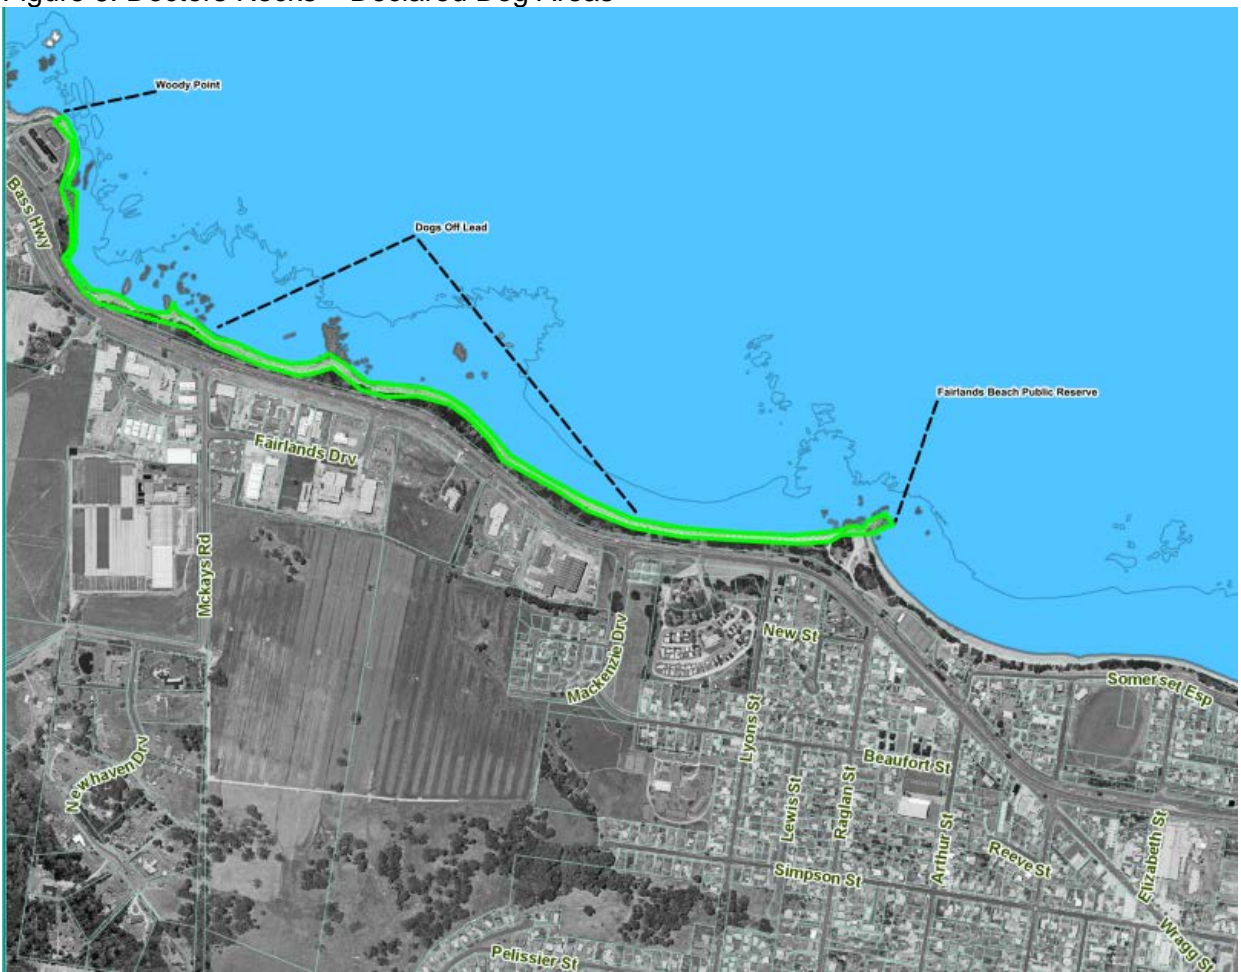 Woody Point
Bass Hwy
Dogs Off Lead
Fairlands Beach Public Reserve
Fairlands Drv
Mckays Rd
Mackenzie Drv
New St
Somerset Esp
Newhaven Drv
Lyons St
Beaufort St
Lewis St
Raglan St
Arthur St
Reeve St
Elizabeth St
Simpson St
Wragg St
Pelissier St